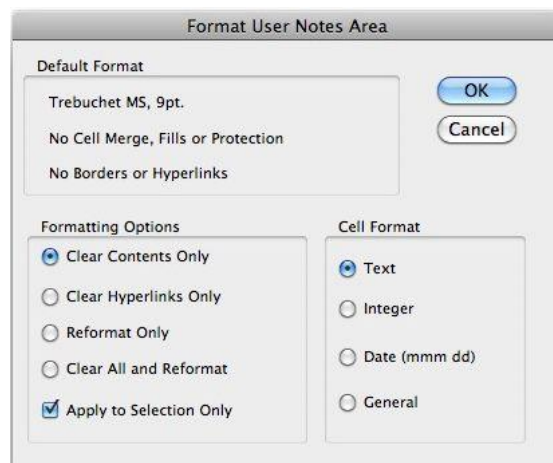 Format User Notes Area
Default Format
Trebuchet MS, 9pt.
No Cell Merge, Fills or Protection
No Borders or Hyperlinks
OK
Cancel
Formatting Options
Clear Contents Only
Clear Hyperlinks Only
Reformat Only
Clear All and Reformat
Apply to Selection Only
Cell Format
Text
Integer
Date (mmm dd)
General